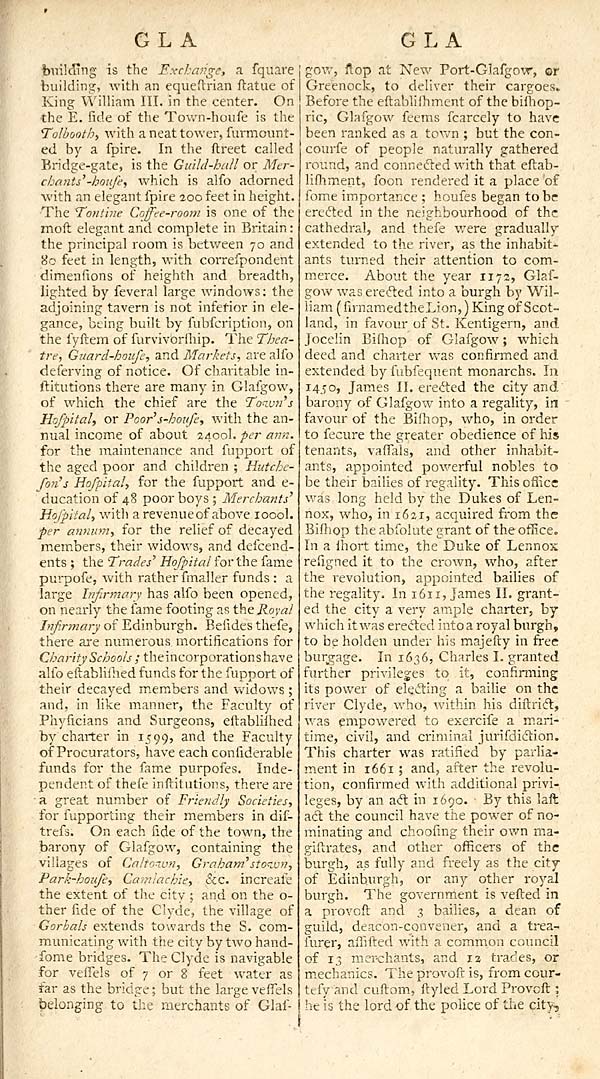 GLA
building is the Exchange, a ſquare
building, with an equeſtrian ſtatue of
King William III. in the center. On
the E. ſide of the Town-houſe is the
Tolbooth, with a neat tower, ſurmount-
ed by a ſpire. In the ſtreet called
Bridge-gate, is the Guild-hall or Mer-
chants'-houſe, which is alſo adorned
with an elegant ſpire 200 feet in height.
The Tontine Coffee-room is one of the
moſt elegant and complete in Britain:
the principal room is between 70 and
80 feet in length, with correſpondent
dimenſions of heighth and breadth,
lighted by ſeveral large windows: the
adjoining tavern is not inferior in ele-
gance, being built by ſubſcription, on
the ſyſtem of ſurvivorſhip. The Thea-
tre, Guard-houſe, and Markets, are alſo
deſerving of notice. Of charitable in-
ſtitutions there are many in Glaſgow,
of which the chief are the Town's
Hoſpital, or Poor's-houſe, with the an-
nual income of about 2400l. per ann.
for the maintenance and ſupport of
the aged poor and children; Hutche-
ſon's Hoſpital, for the ſupport and e-
ducation of 48 poor boys; Merchants'
Hoſpital, with a revenue of above 1000l.
per annum, for the relief of decayed
members, their widows, and deſcend-
ents; the Trades' Hoſpital for the ſame
purpoſe, with rather ſmaller funds: a
large Infirmary has alſo been opened,
on nearly the ſame footing as the Royal
Infirmary of Edinburgh. Beſides theſe,
there are numerous mortifications for
Charity Schools; the incorporations have
alſo eſtabliſhed funds for the ſupport of
their decayed members and widows;
and, in like manner, the Faculty of
Phyſicians and Surgeons, eſtabliſhed
by charter in 1599, and the Faculty
of Procurators, have each conſiderable
funds for the ſame purpoſes. Inde-
pendent of theſe inſtitutions, there are
a great number of Friendly Societies,
for ſupporting their members in diſ-
treſs. On each ſide of the town, the
barony of Glaſgow, containing the
villages of Caltown, Graham'stown,
Park-houſe, Camlachie, &c. increaſe
the extent of the city; and on the o-
ther ſide of the Clyde, the village of
Gorbals extends towards the S. com-
municating with the city by two hand-
ſome bridges. The Clyde is navigable
for veſſels of 7 or 8 feet water as
far as the bridge; but the large veſſels
belonging to the merchants of Glaſ-
GLA
gow, ſtop at New Port-Glaſgow, or
Greenock, to deliver their cargoes.
Before the eſtabliſhment of the biſhop-
ric, Glaſgow ſeems ſcarcely to have
been ranked as a town; but the con-
courſe of people naturally gathered
round, and connected with that eſtab-
liſhment, ſoon rendered it a place of
ſome importance; houſes began to be
erected in the neighbourhood of the
cathedral, and theſe were gradually
extended to the river, as the inhabit-
ants turned their attention to com-
merce. About the year 1172, Glaſ-
gow was erected into a burgh by Wil-
liam (ſirnamed the Lion,) King of Scot-
land, in favour of St. Kentigern, and
Jocelin Biſhop of Glaſgow; which
deed and charter was confirmed and
extended by ſubſequent monarchs. In
1450, James II. erected the city and
barony of Glaſgow into a regality, in
favour of the Biſhop, who, in order
to ſecure the greater obedience of his
tenants, vaſſals, and other inhabit-
ants, appointed powerful nobles to
be their bailies of regality. This office
was long held by the Dukes of Len-
nox, who, in 1621, acquired from the
Biſhop the abſolute grant of the office.
In a ſhort time, the Duke of Lennox
reſigned it to the crown, who, after
the revolution, appointed bailies of
the regality. In 1611, James II. grant-
ed the city a very ample charter, by
which it was erected into a royal burgh,
to be holden under his majeſty in free
burgage. In 1636, Charles I. granted
further privileges to it, confirming
its power of electing a bailie on the
river Clyde, who, within his diſtrict,
was empowered to exerciſe a mari-
time, civil, and criminal juriſdiction.
This charter was ratified by parlia-
ment in 1661; and, after the revolu-
tion, confirmed with additional privi-
leges, by an act in 1690. By this laſt
act the council have the power of no-
minating and chooſing their own ma-
giſtrates, and other officers of the
burgh, as fully and freely as the city
of Edinburgh, or any other royal
burgh. The government is veſted in
a provoſt and 3 bailies, a dean of
guild, deacon-convener, and a trea-
ſurer, aſſiſted with a common council
of 13 merchants, and 12 trades, or
mechanics. The provoſt is, from cour-
teſy and cuſtom, ſtyled Lord Provoſt;
he is the lord of the police of the city,